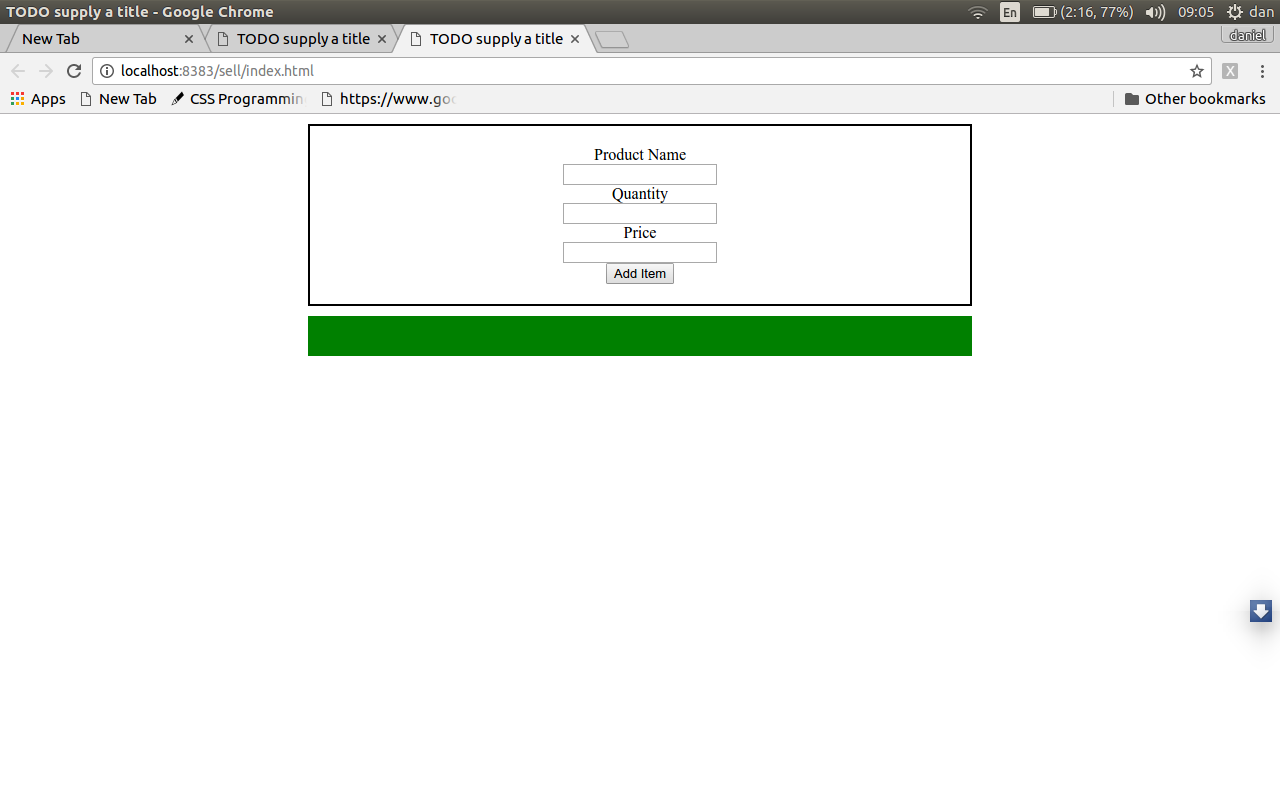 TODO supply a title - Google Chrome En (2:16, 77%) 09:05 dan
New Tab TODO supply a title TODO supply a title daniel
localhost:8383/sell/index.html X
Apps New Tab CSS Programmin https://www.goo Other bookmarks
Product Name
Quantity
Price
Add Item